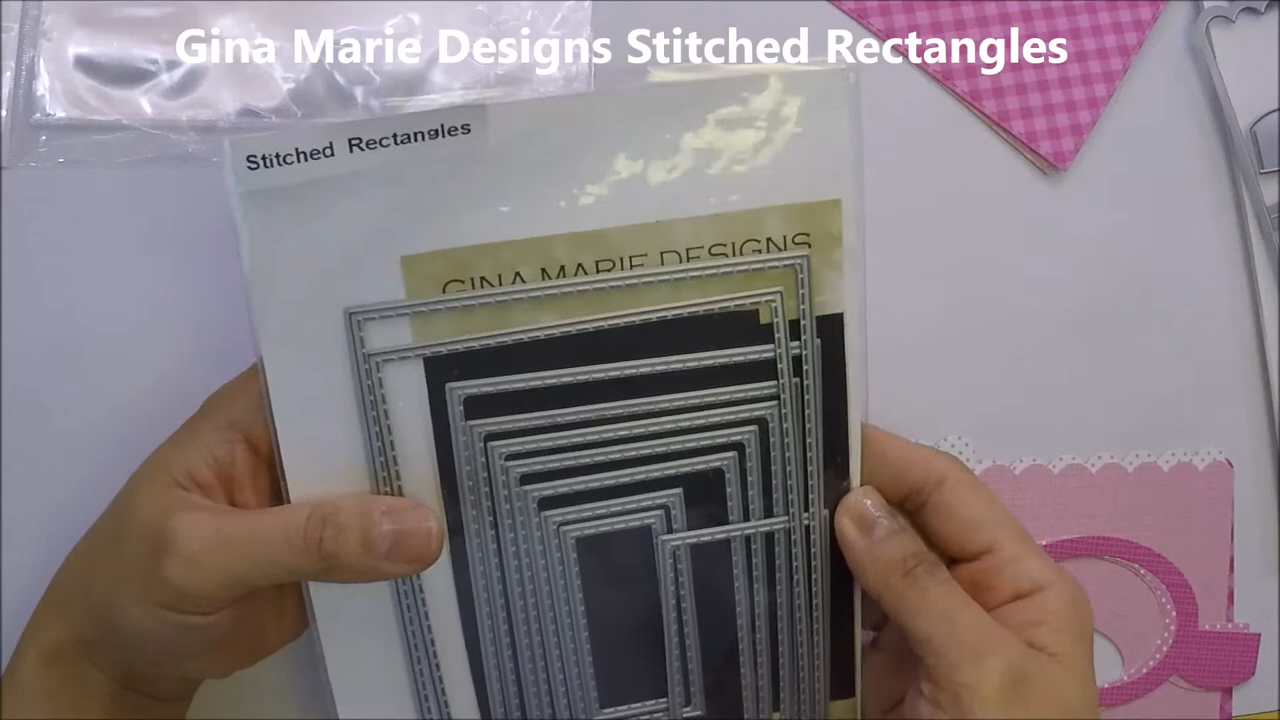 Gina Marie Designs Stitched Rectangles
Stitched Rectangles
GINA MARIE DESIGNS